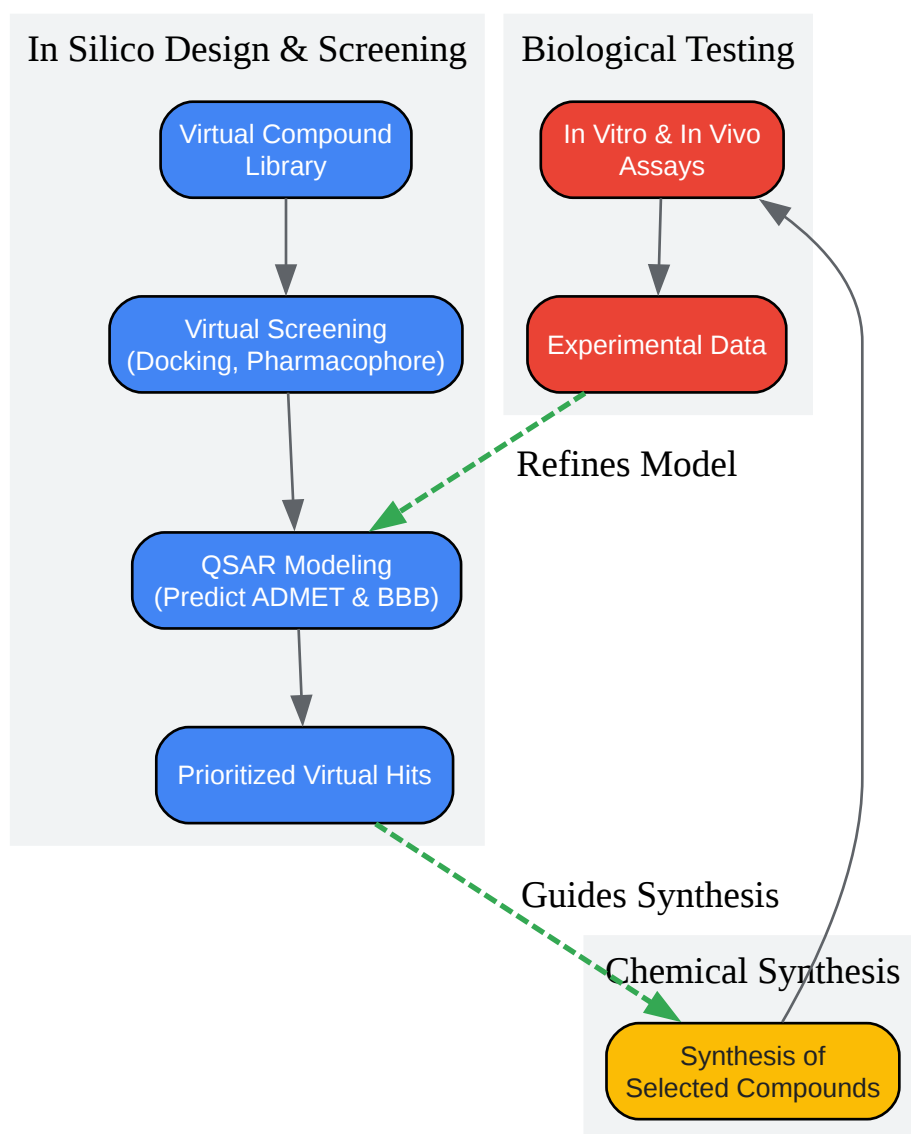 In Silico Design & Screening
Virtual Compound
Library
Virtual Screening
(Docking, Pharmacophore)
QSAR Modeling
(Predict ADMET & BBB)
Prioritized Virtual Hits
Biological Testing
In Vitro & In Vivo
Assays
Experimental Data
Refines Model
Guides Synthesis
Chemical Synthesis
Synthesis of
Selected Compounds